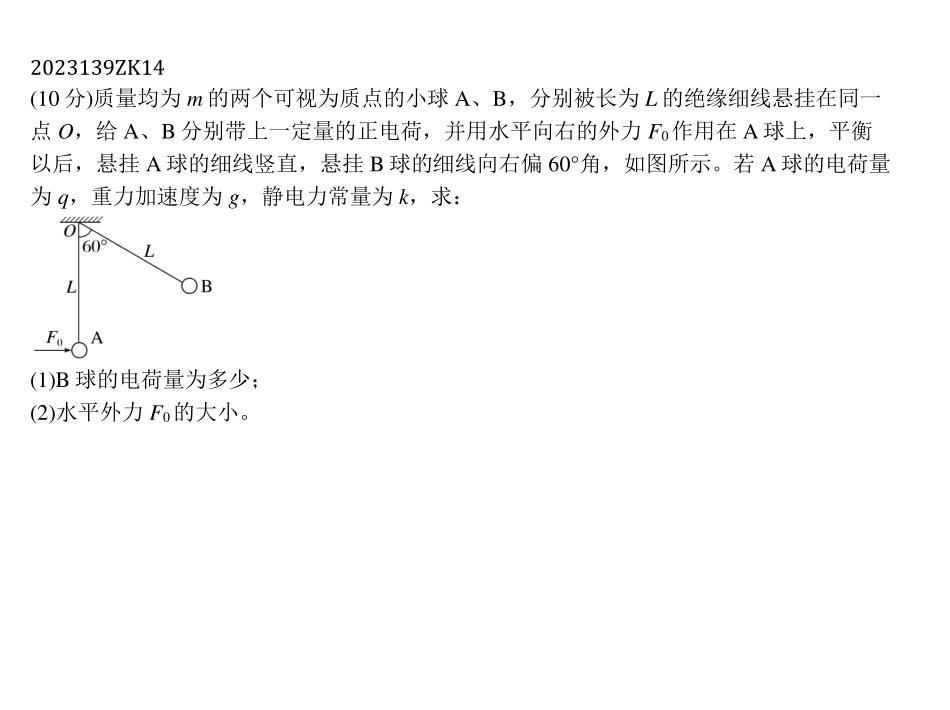 2023139ZK14
(10 分)质量均为 m 的两个可视为质点的小球 A、B，分别被长为 L 的绝缘细线悬挂在同一
点 O，给 A、B 分别带上一定量的正电荷，并用水平向右的外力 F₀作用在 A 球上，平衡
以后，悬挂 A 球的细线竖直，悬挂 B 球的细线向右偏 60°角，如图所示。若 A 球的电荷量
为 q，重力加速度为 g，静电力常量为 k，求：
O
60°
L
L
B
F₀
A
(1)B 球的电荷量为多少；
(2)水平外力 F₀的大小。